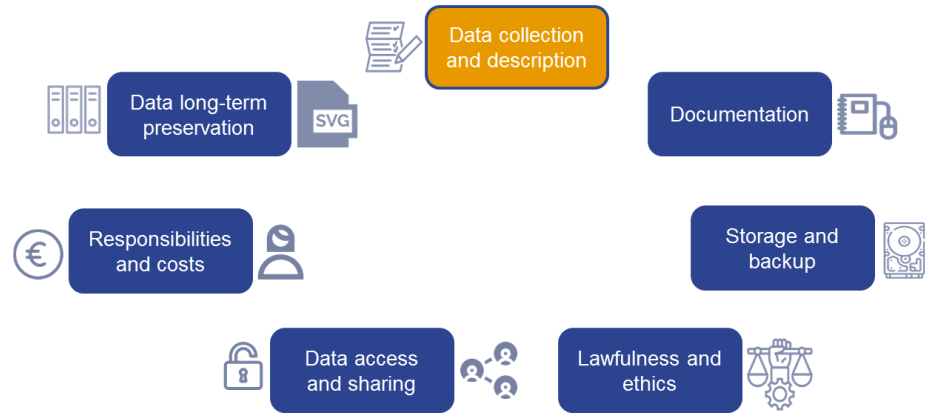 Data collection
and description
Data long-term
preservation
SVG
Documentation
Responsibilities
and costs
€
Storage and
backup
Data access
and sharing
Lawfulness and
ethics